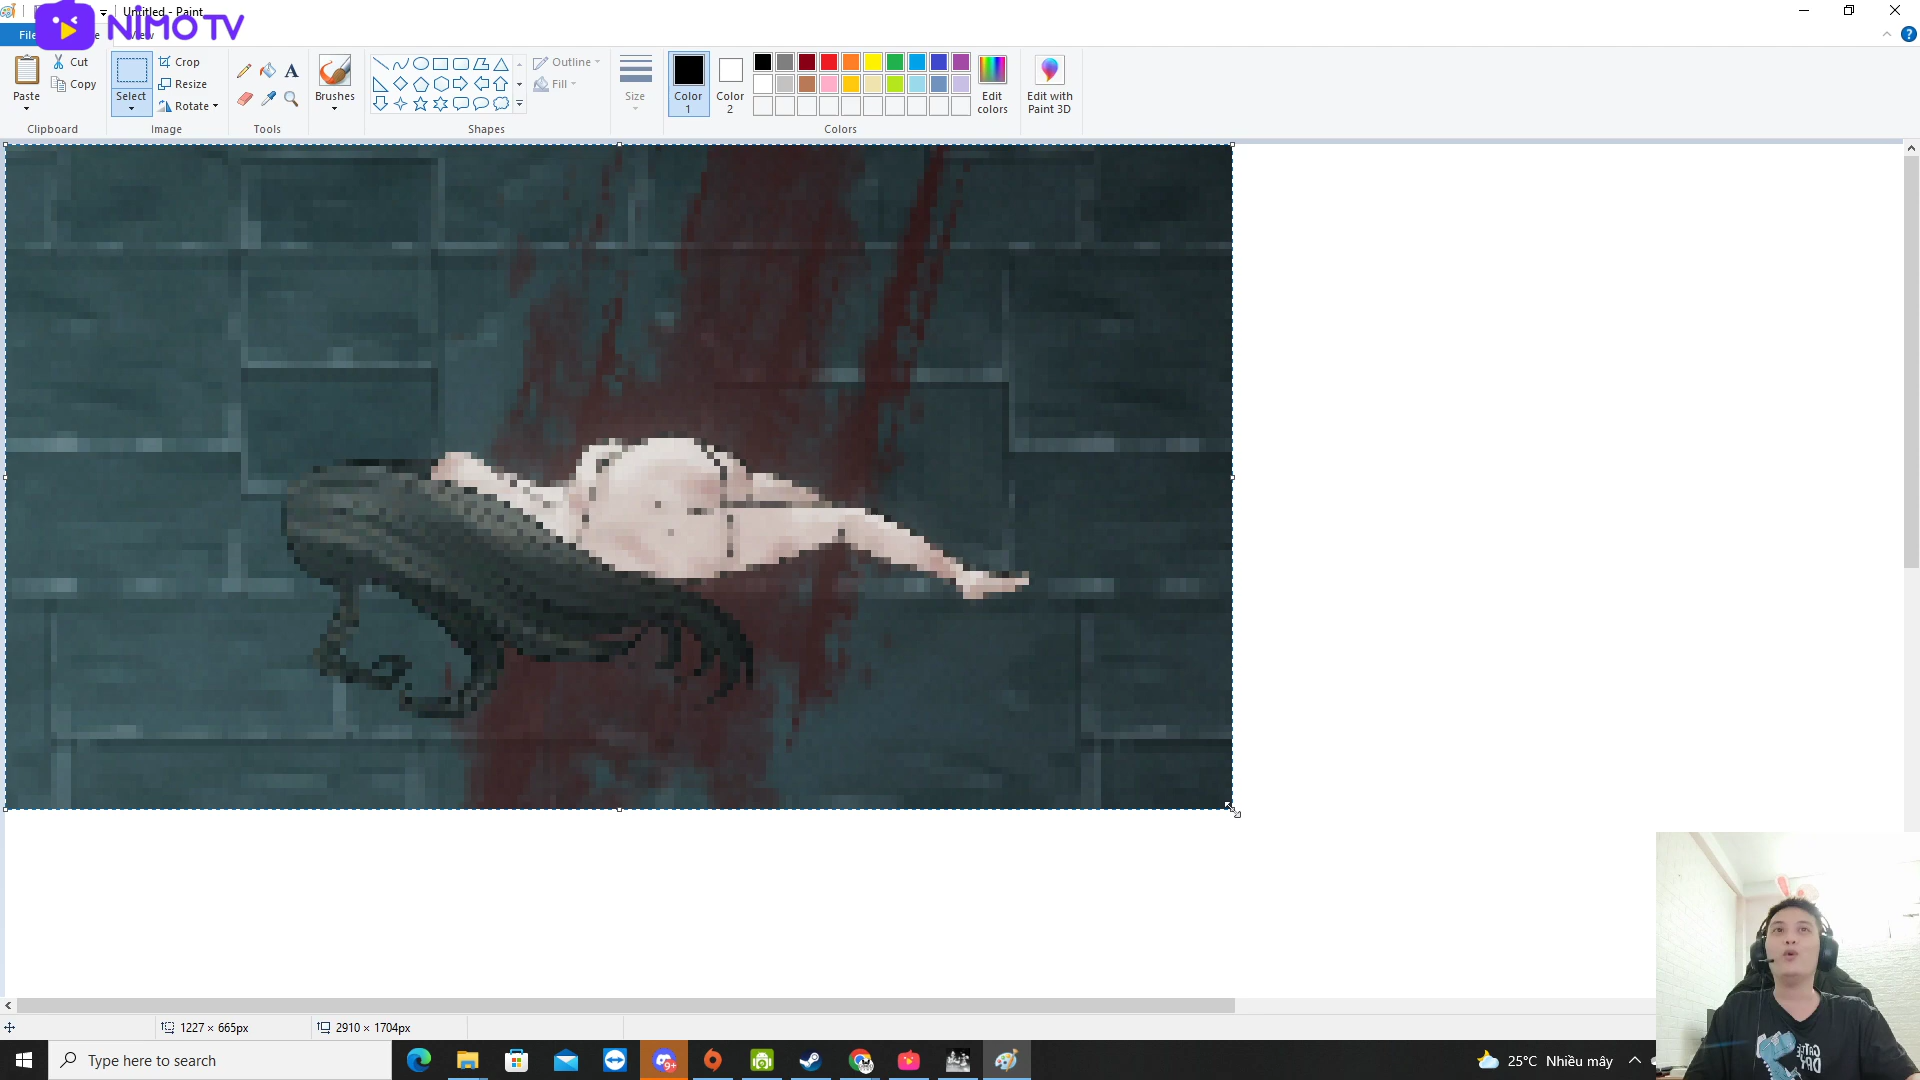 Untitled - Paint
NIMO TV
File
View
Paste
Cut
Copy
Clipboard
Select
Crop
Resize
Rotate
Image
A
Tools
Brushes
Shapes
Outline
Fill
Size
Color
1
Color
2
Edit
colors
Colors
Edit with
Paint 3D
?
1227 × 665px
2910 × 1704px
Type here to search
9+
25°C Nhiều mây